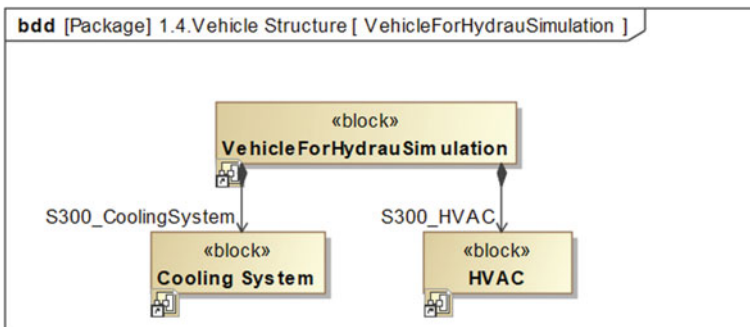 bdd [Package] 1.4.Vehicle Structure [ VehicleForHydrauSimulation ]
«block»
VehicleForHydrauSimulation
S300_CoolingSystem
S300_HVAC
«block»
Cooling System
«block»
HVAC